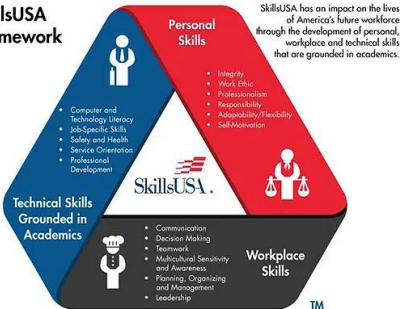 llsUSA
mework
SkillsUSA has an impact on the lives
of America's future workforce
through the development of personal,
workplace and technical skills
that are grounded in academics.
Personal
Skills
• Integrity
• Work Ethic
• Professionalism
• Responsibility
• Adaptability/Flexibility
• Self-Motivation
• Computer and
Technology Literacy
• Job-Specific Skills
• Safety and Health
• Service Orientation
• Professional
Development
SkillsUSA®
Technical Skills
Grounded in
Academics
• Communication
• Decision Making
• Teamwork
• Multicultural Sensitivity
and Awareness
• Planning, Organizing
and Management
• Leadership
Workplace
Skills
TM